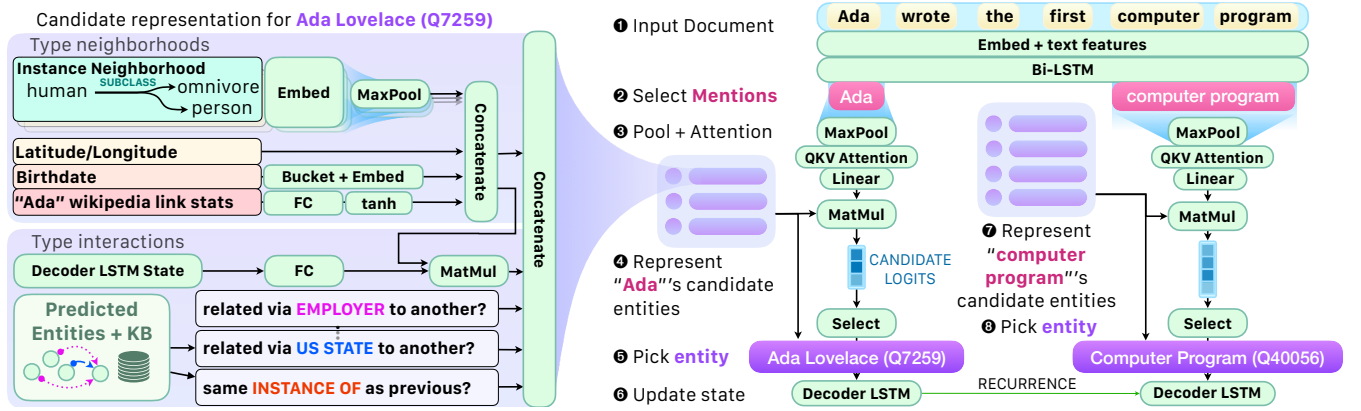 Candidate representation for Ada Lovelace (Q7259)
Type neighborhoods
Instance Neighborhood
human
SUBCLASS
omnivore
person
Embed
MaxPool
Concatenate
Latitude/Longitude
Birthdate
Bucket + Embed
“Ada” wikipedia link stats
FC
tanh
Concatenate
Type interactions
Decoder LSTM State
FC
MatMul
Predicted
Entities + KB
related via EMPLOYER to another?
related via US STATE to another?
same INSTANCE OF as previous?
❶ Input Document
Ada wrote the first computer program
Embed + text features
Bi-LSTM
❷ Select Mentions
Ada
computer program
❸ Pool + Attention
MaxPool
QKV Attention
Linear
MatMul
MaxPool
QKV Attention
Linear
MatMul
❹ Represent
“Ada”’s candidate
entities
CANDIDATE
LOGITS
❼ Represent
“computer
program”’s
candidate entities
❽ Pick entity
Select
Select
❺ Pick entity
Ada Lovelace (Q7259)
Computer Program (Q40056)
❻ Update state
Decoder LSTM
RECURRENCE
Decoder LSTM